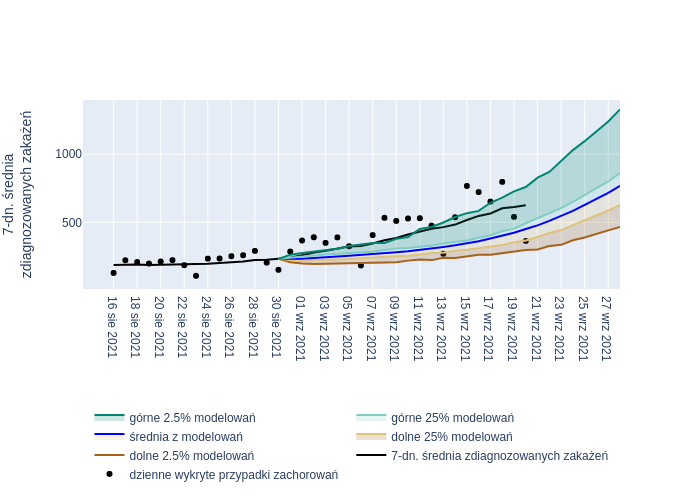 7-dn. średnia
zdiagnozowanych zakażeń
1000
500
16 sie 2021
18 sie 2021
20 sie 2021
22 sie 2021
24 sie 2021
26 sie 2021
28 sie 2021
30 sie 2021
01 wrz 2021
03 wrz 2021
05 wrz 2021
07 wrz 2021
09 wrz 2021
11 wrz 2021
13 wrz 2021
15 wrz 2021
17 wrz 2021
19 wrz 2021
21 wrz 2021
23 wrz 2021
25 wrz 2021
27 wrz 2021
górne 2.5% modelowań
górne 25% modelowań
średnia z modelowań
dolne 25% modelowań
dolne 2.5% modelowań
7-dn. średnia zdiagnozowanych zakażeń
dzienne wykryte przypadki zachorowań